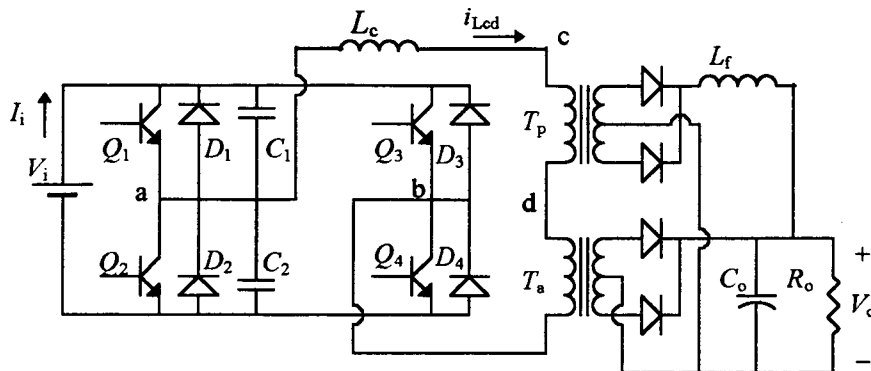 L_c
i_Lcd
c
L_f
I_i
Q_1
D_1
C_1
Q_3
D_3
T_p
V_i
a
b
d
Q_2
D_2
C_2
Q_4
D_4
T_a
C_o
R_o
+
V_o
−